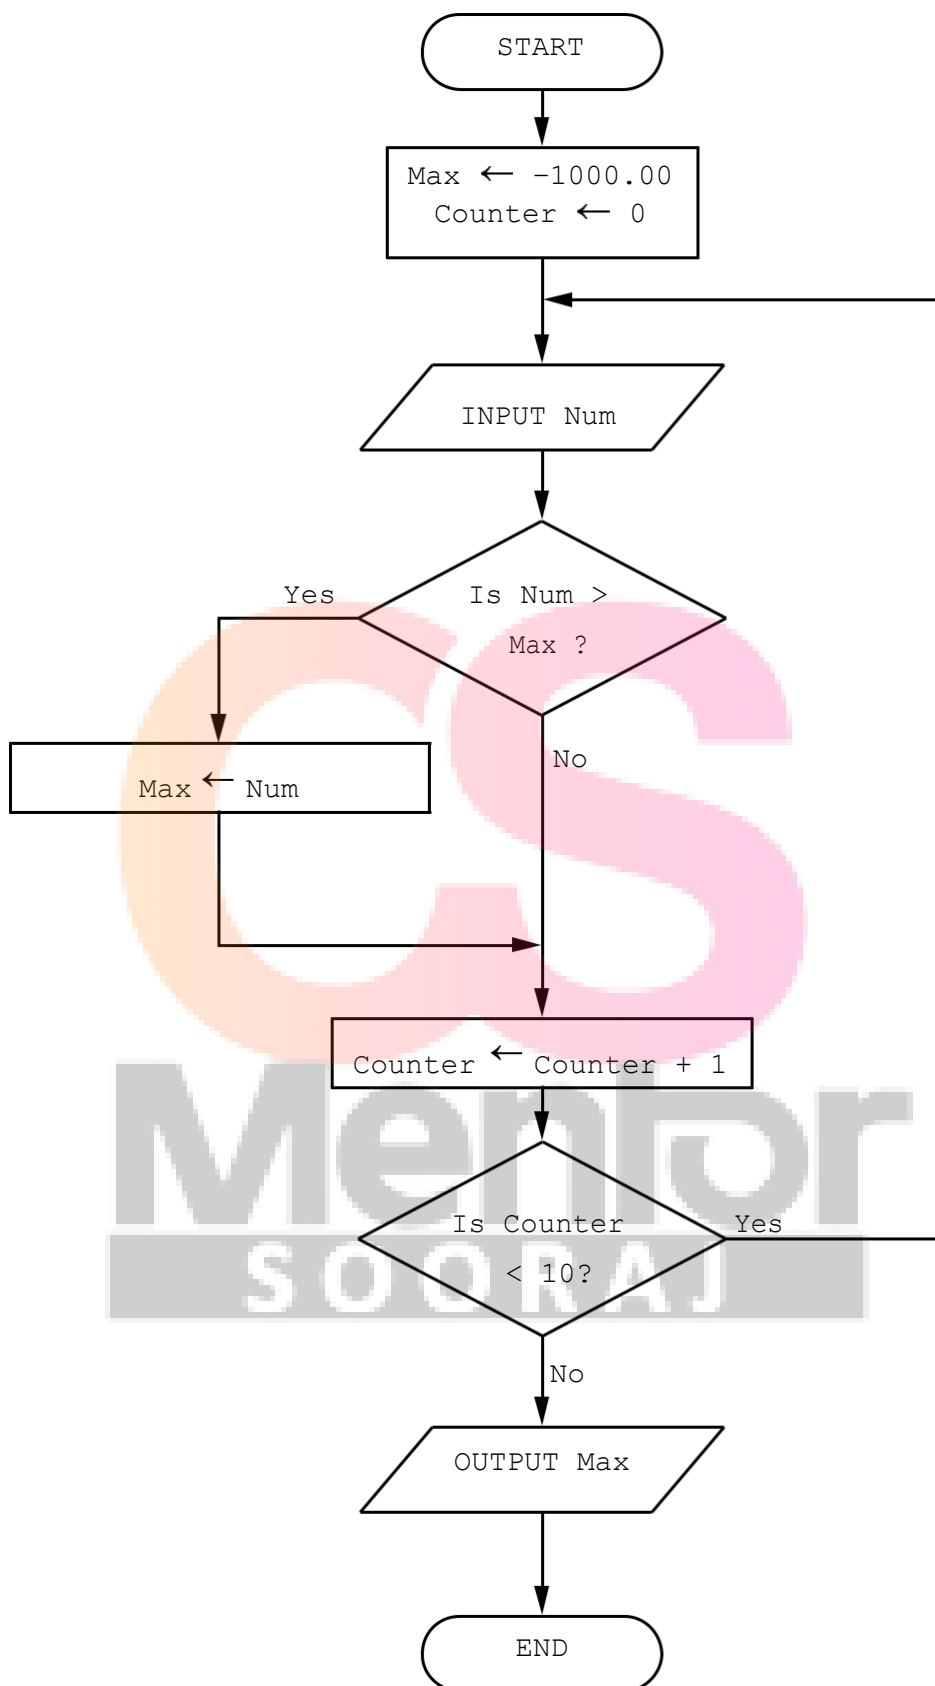 START
Max ← -1000.00
Counter ← 0
INPUT Num
Yes
Is Num >
Max ?
No
Max ← Num
Counter ← Counter + 1
Is Counter
< 10?
Yes
No
OUTPUT Max
END
CS
Mentor
SOORAJ